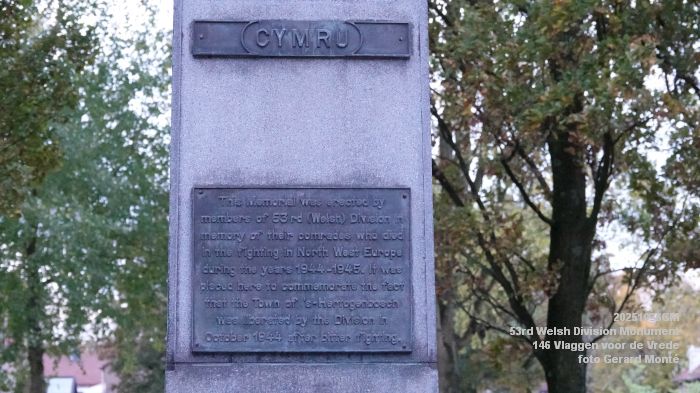 CYMRU
This Memorial was erected by
members of 53rd (Welsh) Division in
memory of their comrades who died
in the fighting in North West Europe
during the years 1944-1945. It was
placed here to commemorate the fact
that the Town of 's-Hertogenbosch
was liberated by the Division in
October 1944 after bitter fighting.
53rd Welsh Division Monument
146 Vlaggen voor de Vrede
foto Gerard Monté